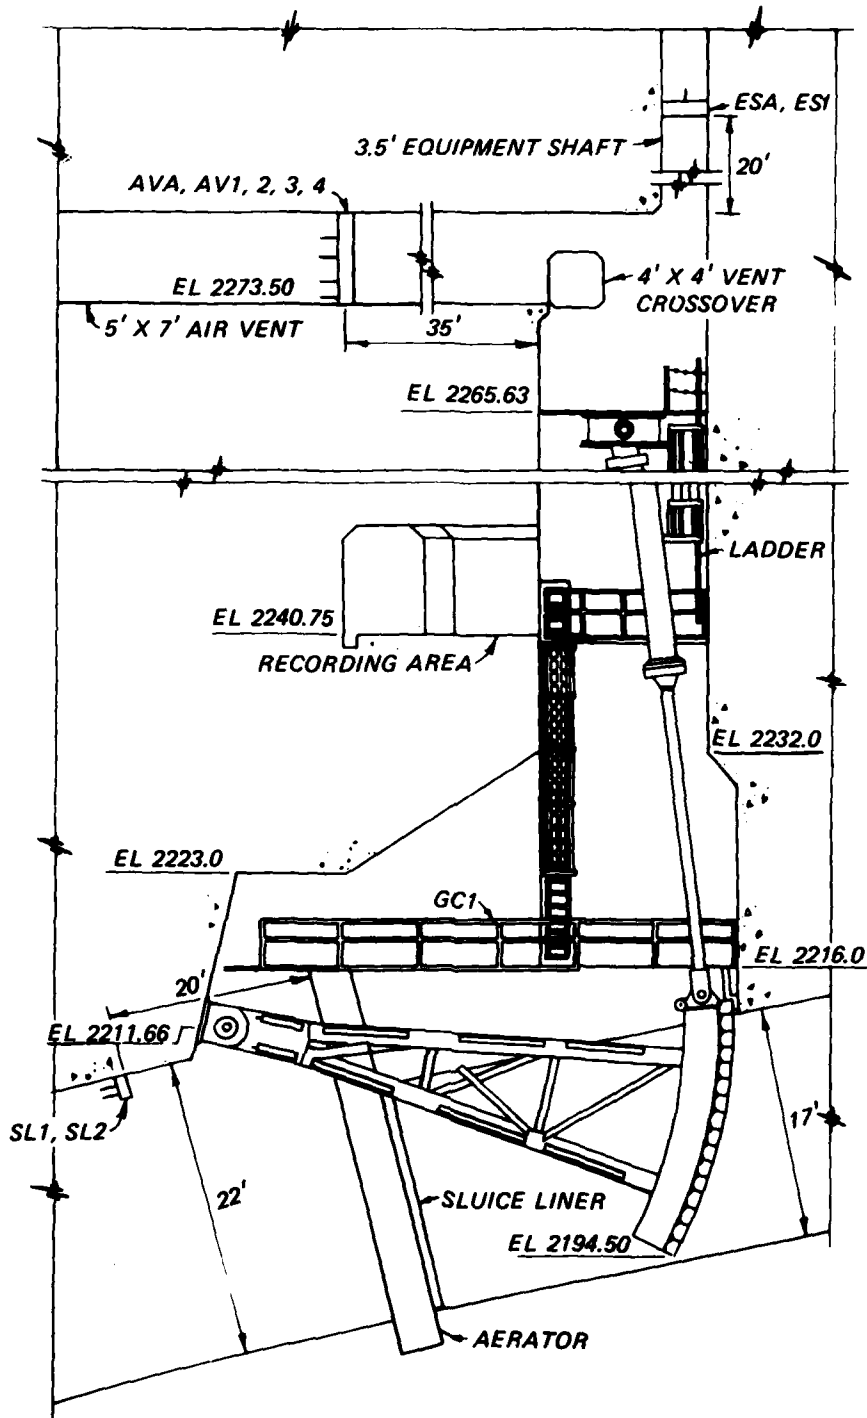 ESA, ES1
3.5' EQUIPMENT SHAFT
20'
AVA, AV1, 2, 3, 4
EL 2273.50
4' X 4' VENT
CROSSOVER
5' X 7' AIR VENT
35'
EL 2265.63
LADDER
EL 2240.75
RECORDING AREA
EL 2232.0
EL 2223.0
GC1
EL 2216.0
20'
EL 2211.66
SL1, SL2
17'
22'
SLUICE LINER
EL 2194.50
AERATOR